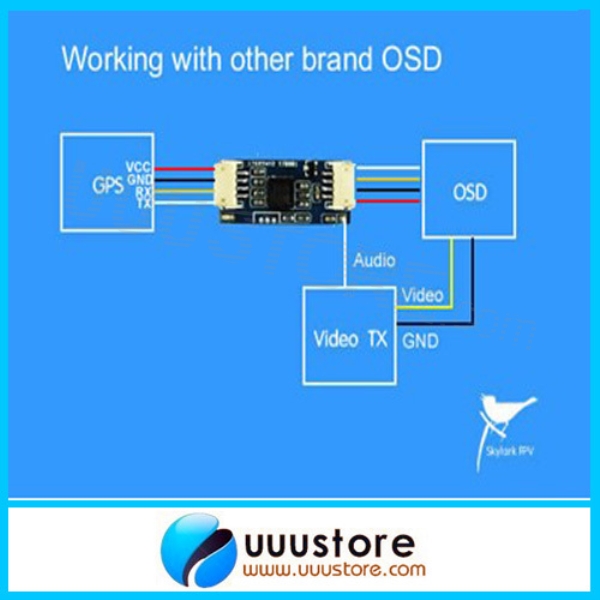 Working with other brand OSD
VCC
GND
GPS
RX
TX
OSD
Audio
Video
Video TX
GND
Skylark FPV
uuustore
www.uuustore.com